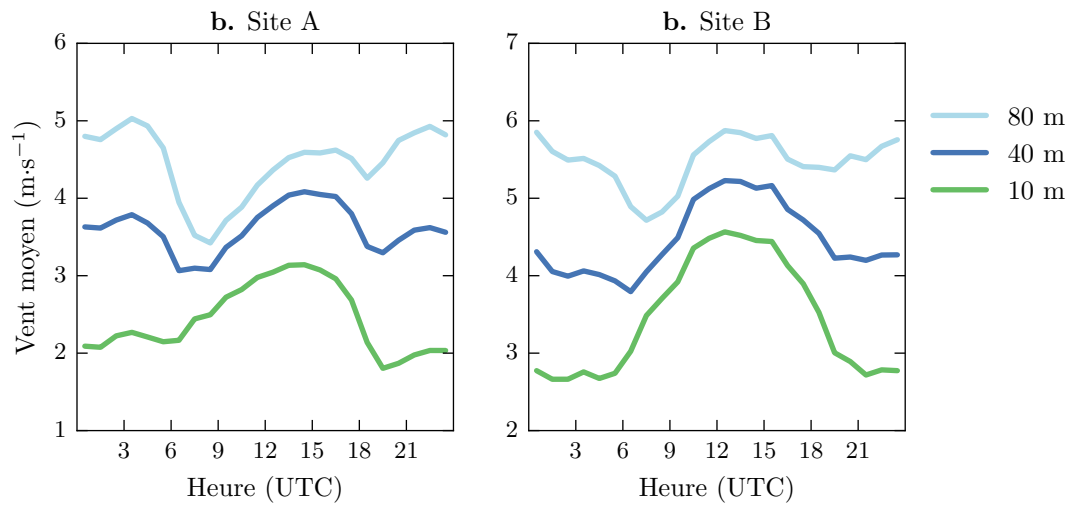 b. Site A
b. Site B
Vent moyen (m·s⁻¹)
6
5
4
3
2
1
3 6 9 12 15 18 21
Heure (UTC)
7
6
5
4
3
2
3 6 9 12 15 18 21
Heure (UTC)
80 m
40 m
10 m